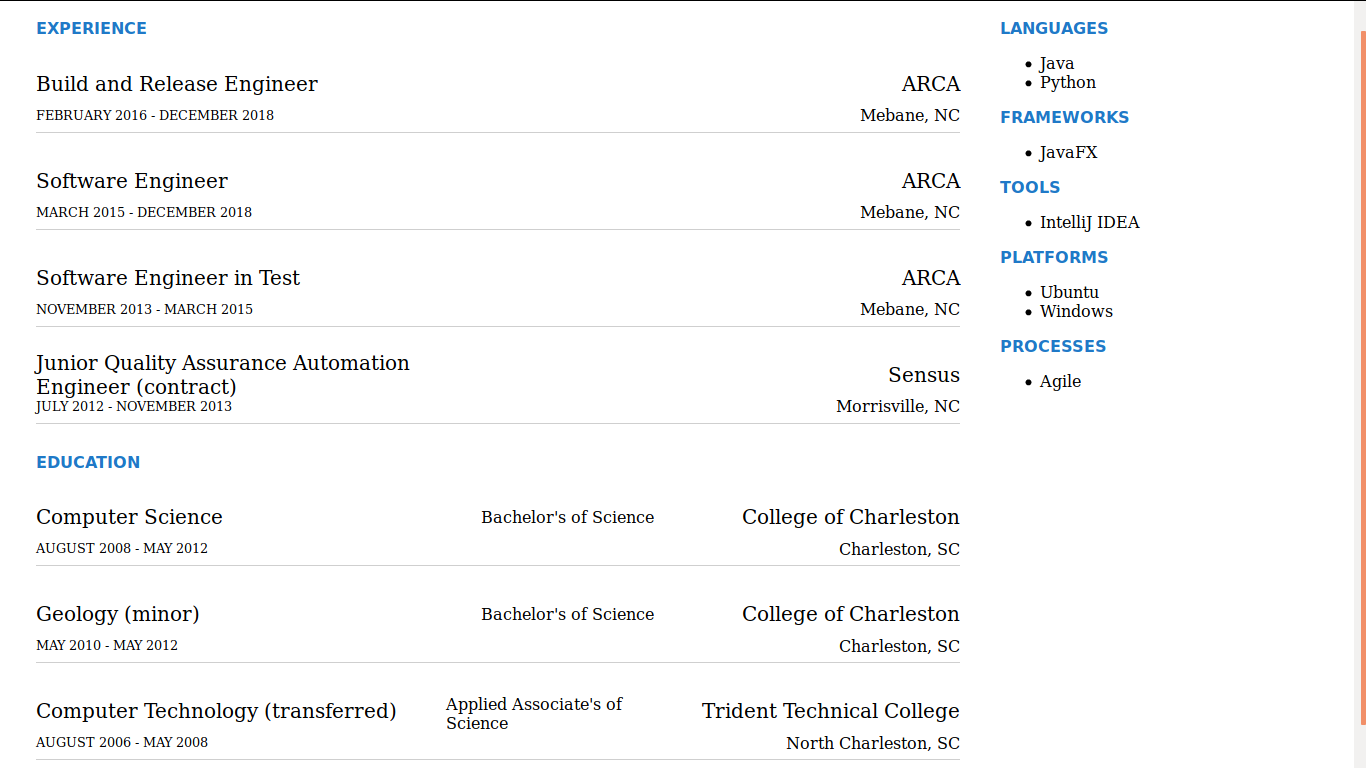 EXPERIENCE
Build and Release Engineer ARCA
FEBRUARY 2016 - DECEMBER 2018 Mebane, NC
Software Engineer ARCA
MARCH 2015 - DECEMBER 2018 Mebane, NC
Software Engineer in Test ARCA
NOVEMBER 2013 - MARCH 2015 Mebane, NC
Junior Quality Assurance Automation
Engineer (contract) Sensus
JULY 2012 - NOVEMBER 2013 Morrisville, NC
EDUCATION
Computer Science Bachelor's of Science College of Charleston
AUGUST 2008 - MAY 2012 Charleston, SC
Geology (minor) Bachelor's of Science College of Charleston
MAY 2010 - MAY 2012 Charleston, SC
Computer Technology (transferred) Applied Associate's of
Science Trident Technical College
AUGUST 2006 - MAY 2008 North Charleston, SC
LANGUAGES
• Java
• Python
FRAMEWORKS
• JavaFX
TOOLS
• IntelliJ IDEA
PLATFORMS
• Ubuntu
• Windows
PROCESSES
• Agile